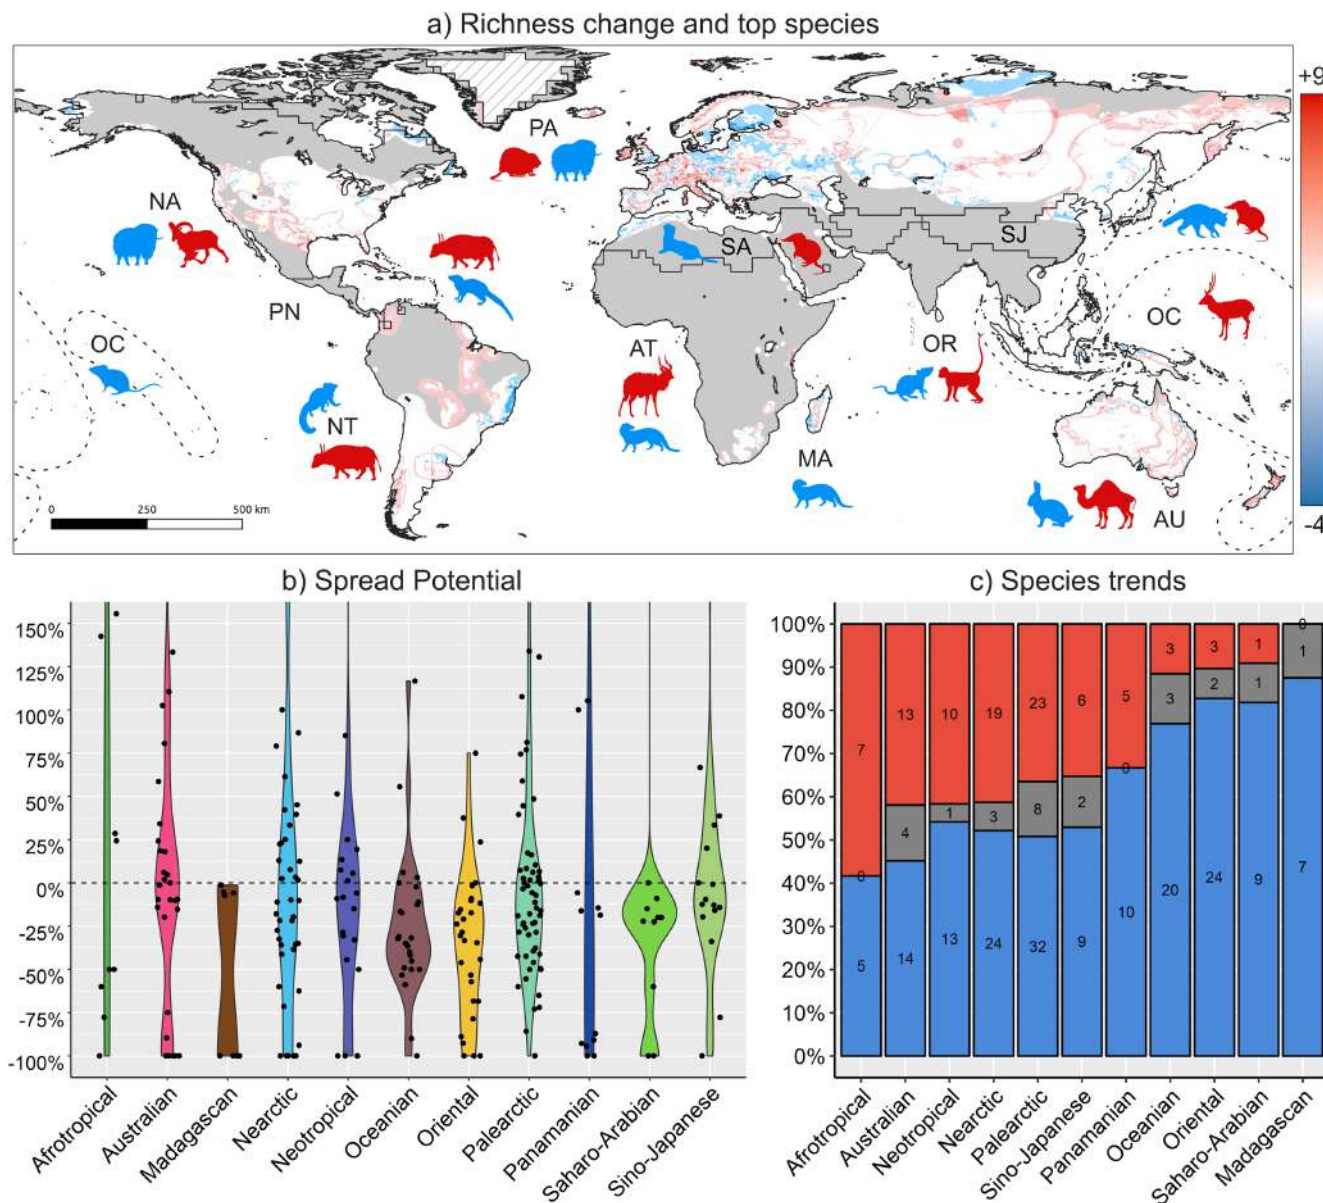 a) Richness change and top species
+9
PA
NA
SA
SJ
PN
OC
OC
AT
OR
NT
MA
AU
0 250 500 km
-4
b) Spread Potential
150%
125%
100%
75%
50%
25%
0%
-25%
-50%
-75%
-100%
Afrotropical
Australian
Madagascan
Nearctic
Neotropical
Oceanian
Oriental
Palearctic
Panamanian
Saharo-Arabian
Sino-Japanese
c) Species trends
100%
90%
80%
70%
60%
50%
40%
30%
20%
10%
0%
7 0 5
13 4 14
10 1 13
19 3 24
23 8 32
6 2 9
5 0 10
3 3 20
3 2 24
1 1 9
0 1 7
Afrotropical
Australian
Neotropical
Nearctic
Palearctic
Sino-Japanese
Panamanian
Oceanian
Oriental
Saharo-Arabian
Madagascan